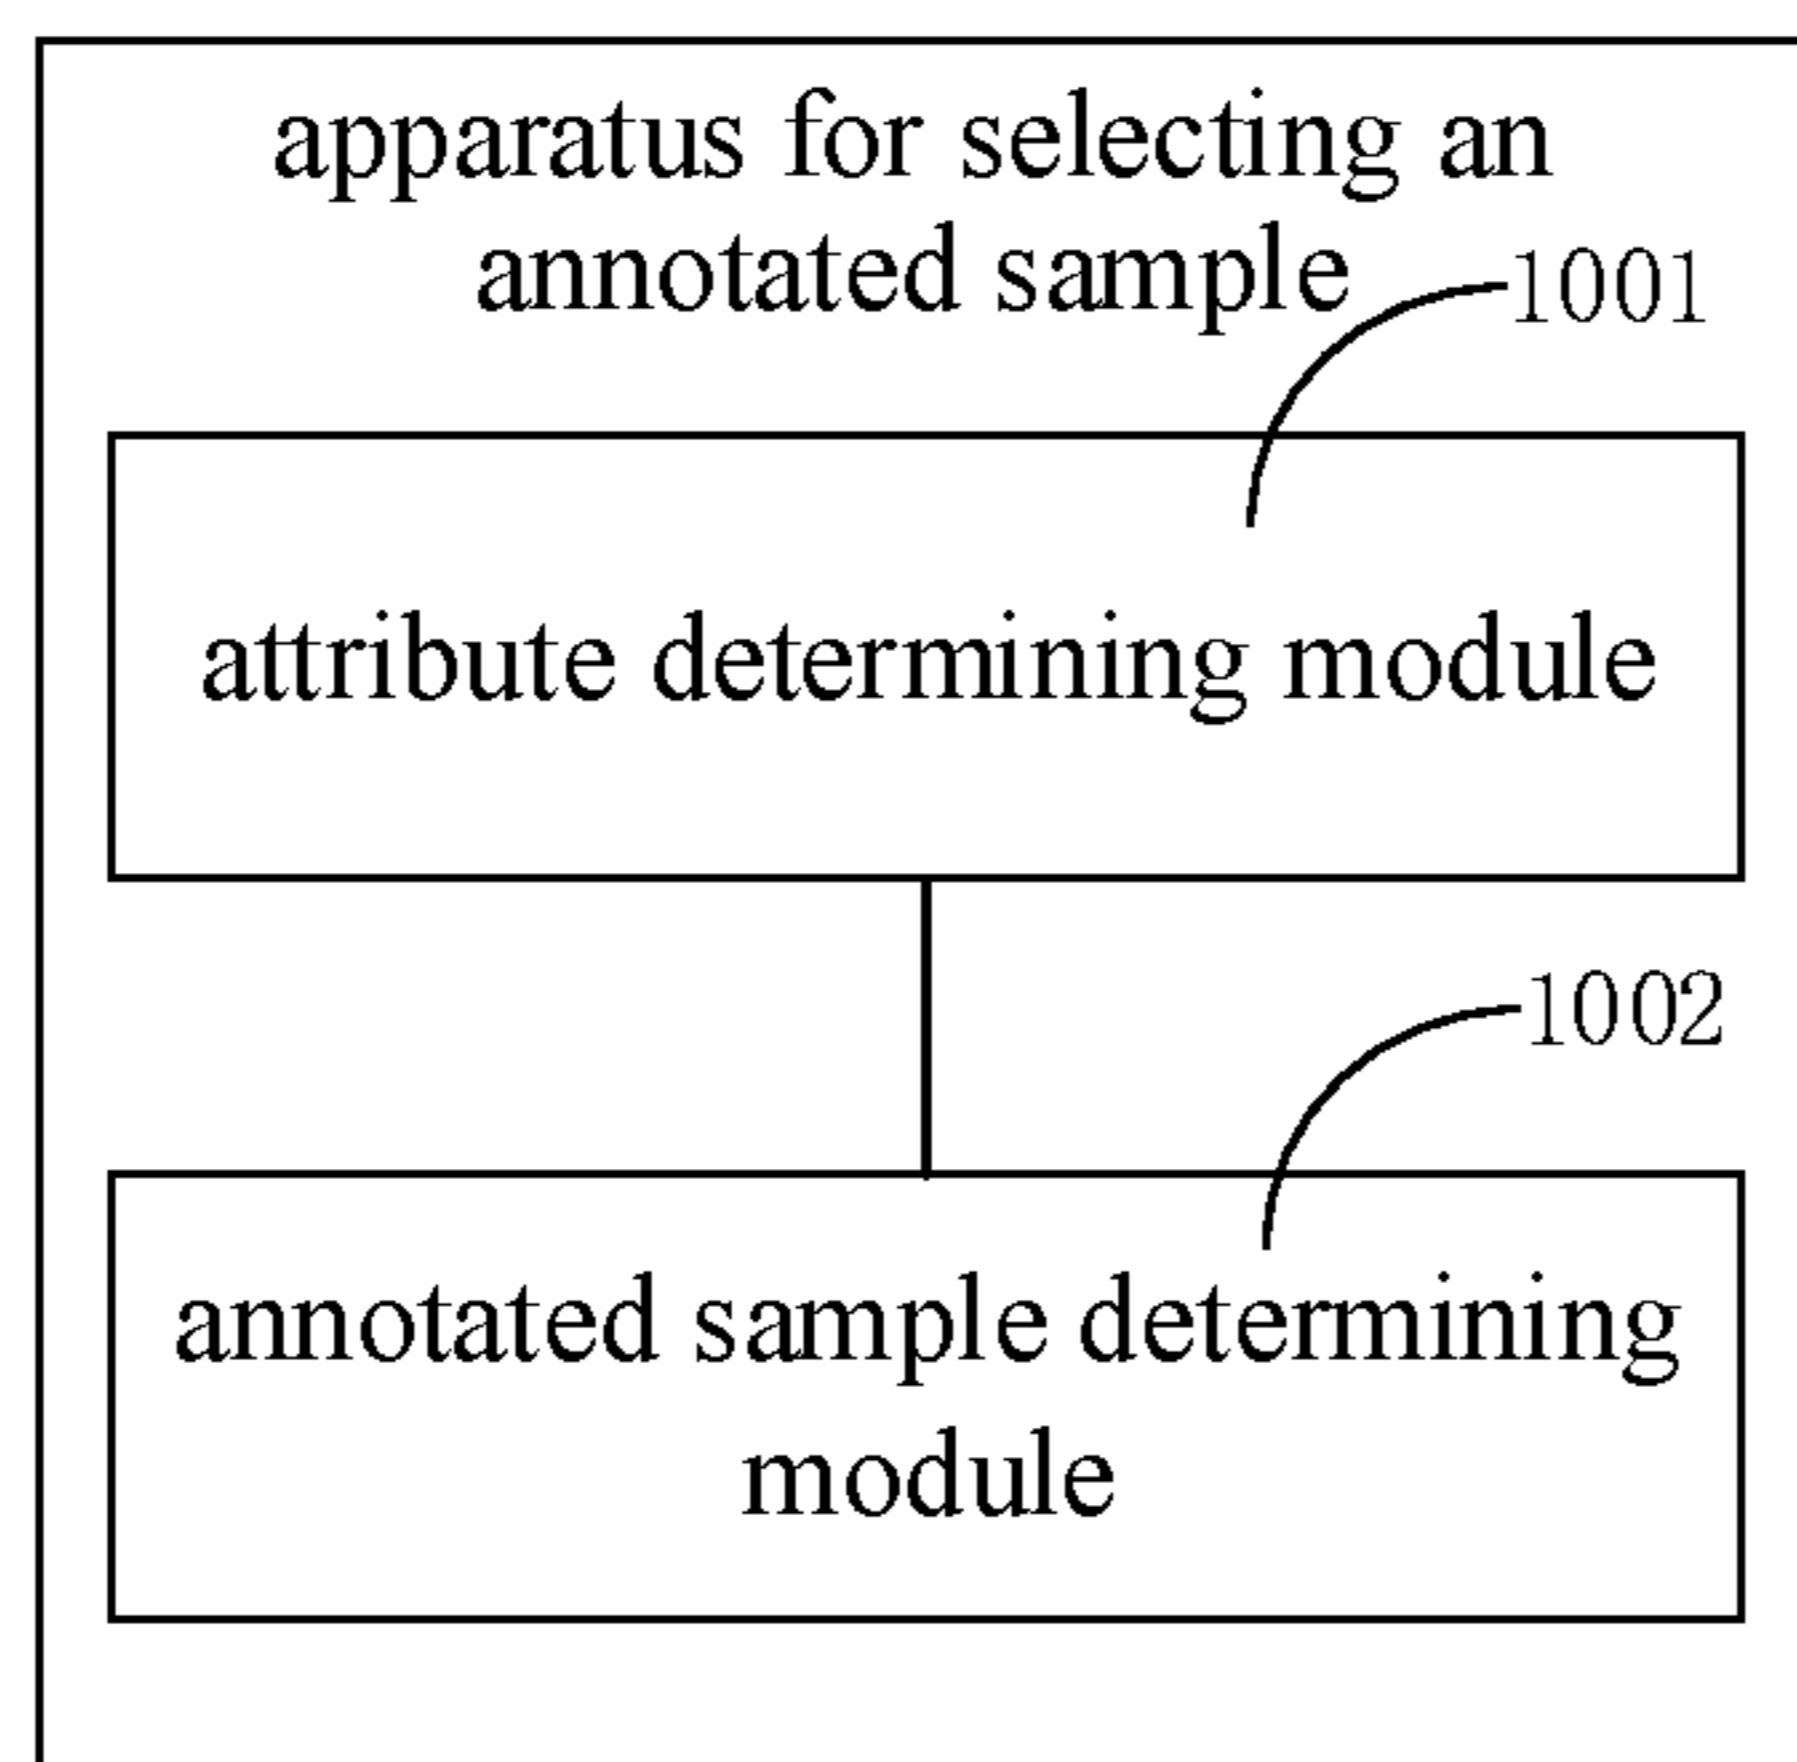 apparatus for selecting an
annotated sample
1001
attribute determining module
1002
annotated sample determining
module